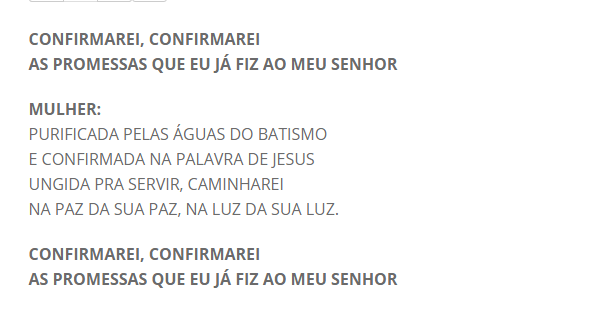 CONFIRMAREI, CONFIRMAREI
AS PROMESSAS QUE EU JÁ FIZ AO MEU SENHOR
MULHER:
PURIFICADA PELAS ÁGUAS DO BATISMO
E CONFIRMADA NA PALAVRA DE JESUS
UNGIDA PRA SERVIR, CAMINHAREI
NA PAZ DA SUA PAZ, NA LUZ DA SUA LUZ.
CONFIRMAREI, CONFIRMAREI
AS PROMESSAS QUE EU JÁ FIZ AO MEU SENHOR